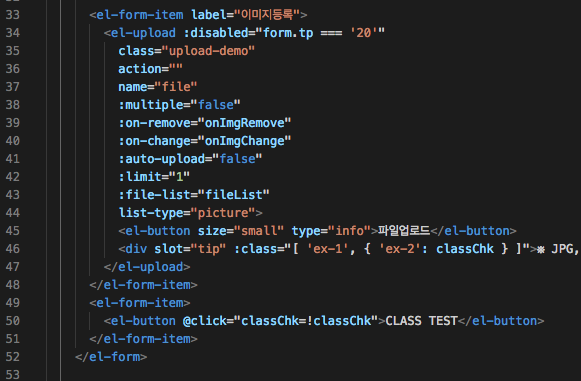 33 <el-form-item label="이미지등록">
34 <el-upload :disabled="form.tp === '20'"
35 class="upload-demo"
36 action=""
37 name="file"
38 :multiple="false"
39 :on-remove="onImgRemove"
40 :on-change="onImgChange"
41 :auto-upload="false"
42 :limit="1"
43 :file-list="fileList"
44 list-type="picture">
45 <el-button size="small" type="info">파일업로드</el-button>
46 <div slot="tip" :class="[ 'ex-1', { 'ex-2': classChk } ]">※ JPG,
47 </el-upload>
48 </el-form-item>
49 <el-form-item>
50 <el-button @click="classChk=!classChk">CLASS TEST</el-button>
51 </el-form-item>
52 </el-form>
53